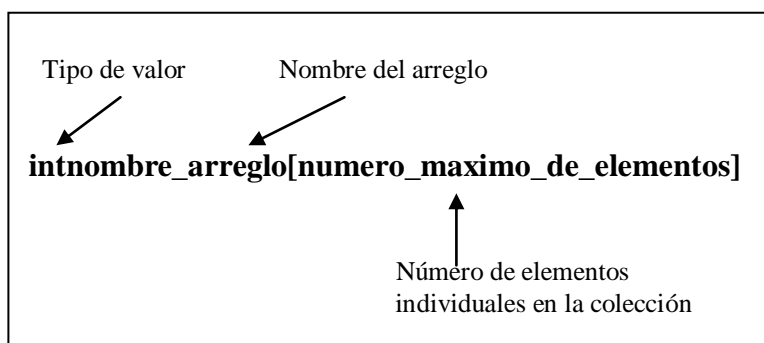 Tipo de valor
Nombre del arreglo
intnombre_arreglo[numero_maximo_de_elementos]
Número de elementos
individuales en la colección